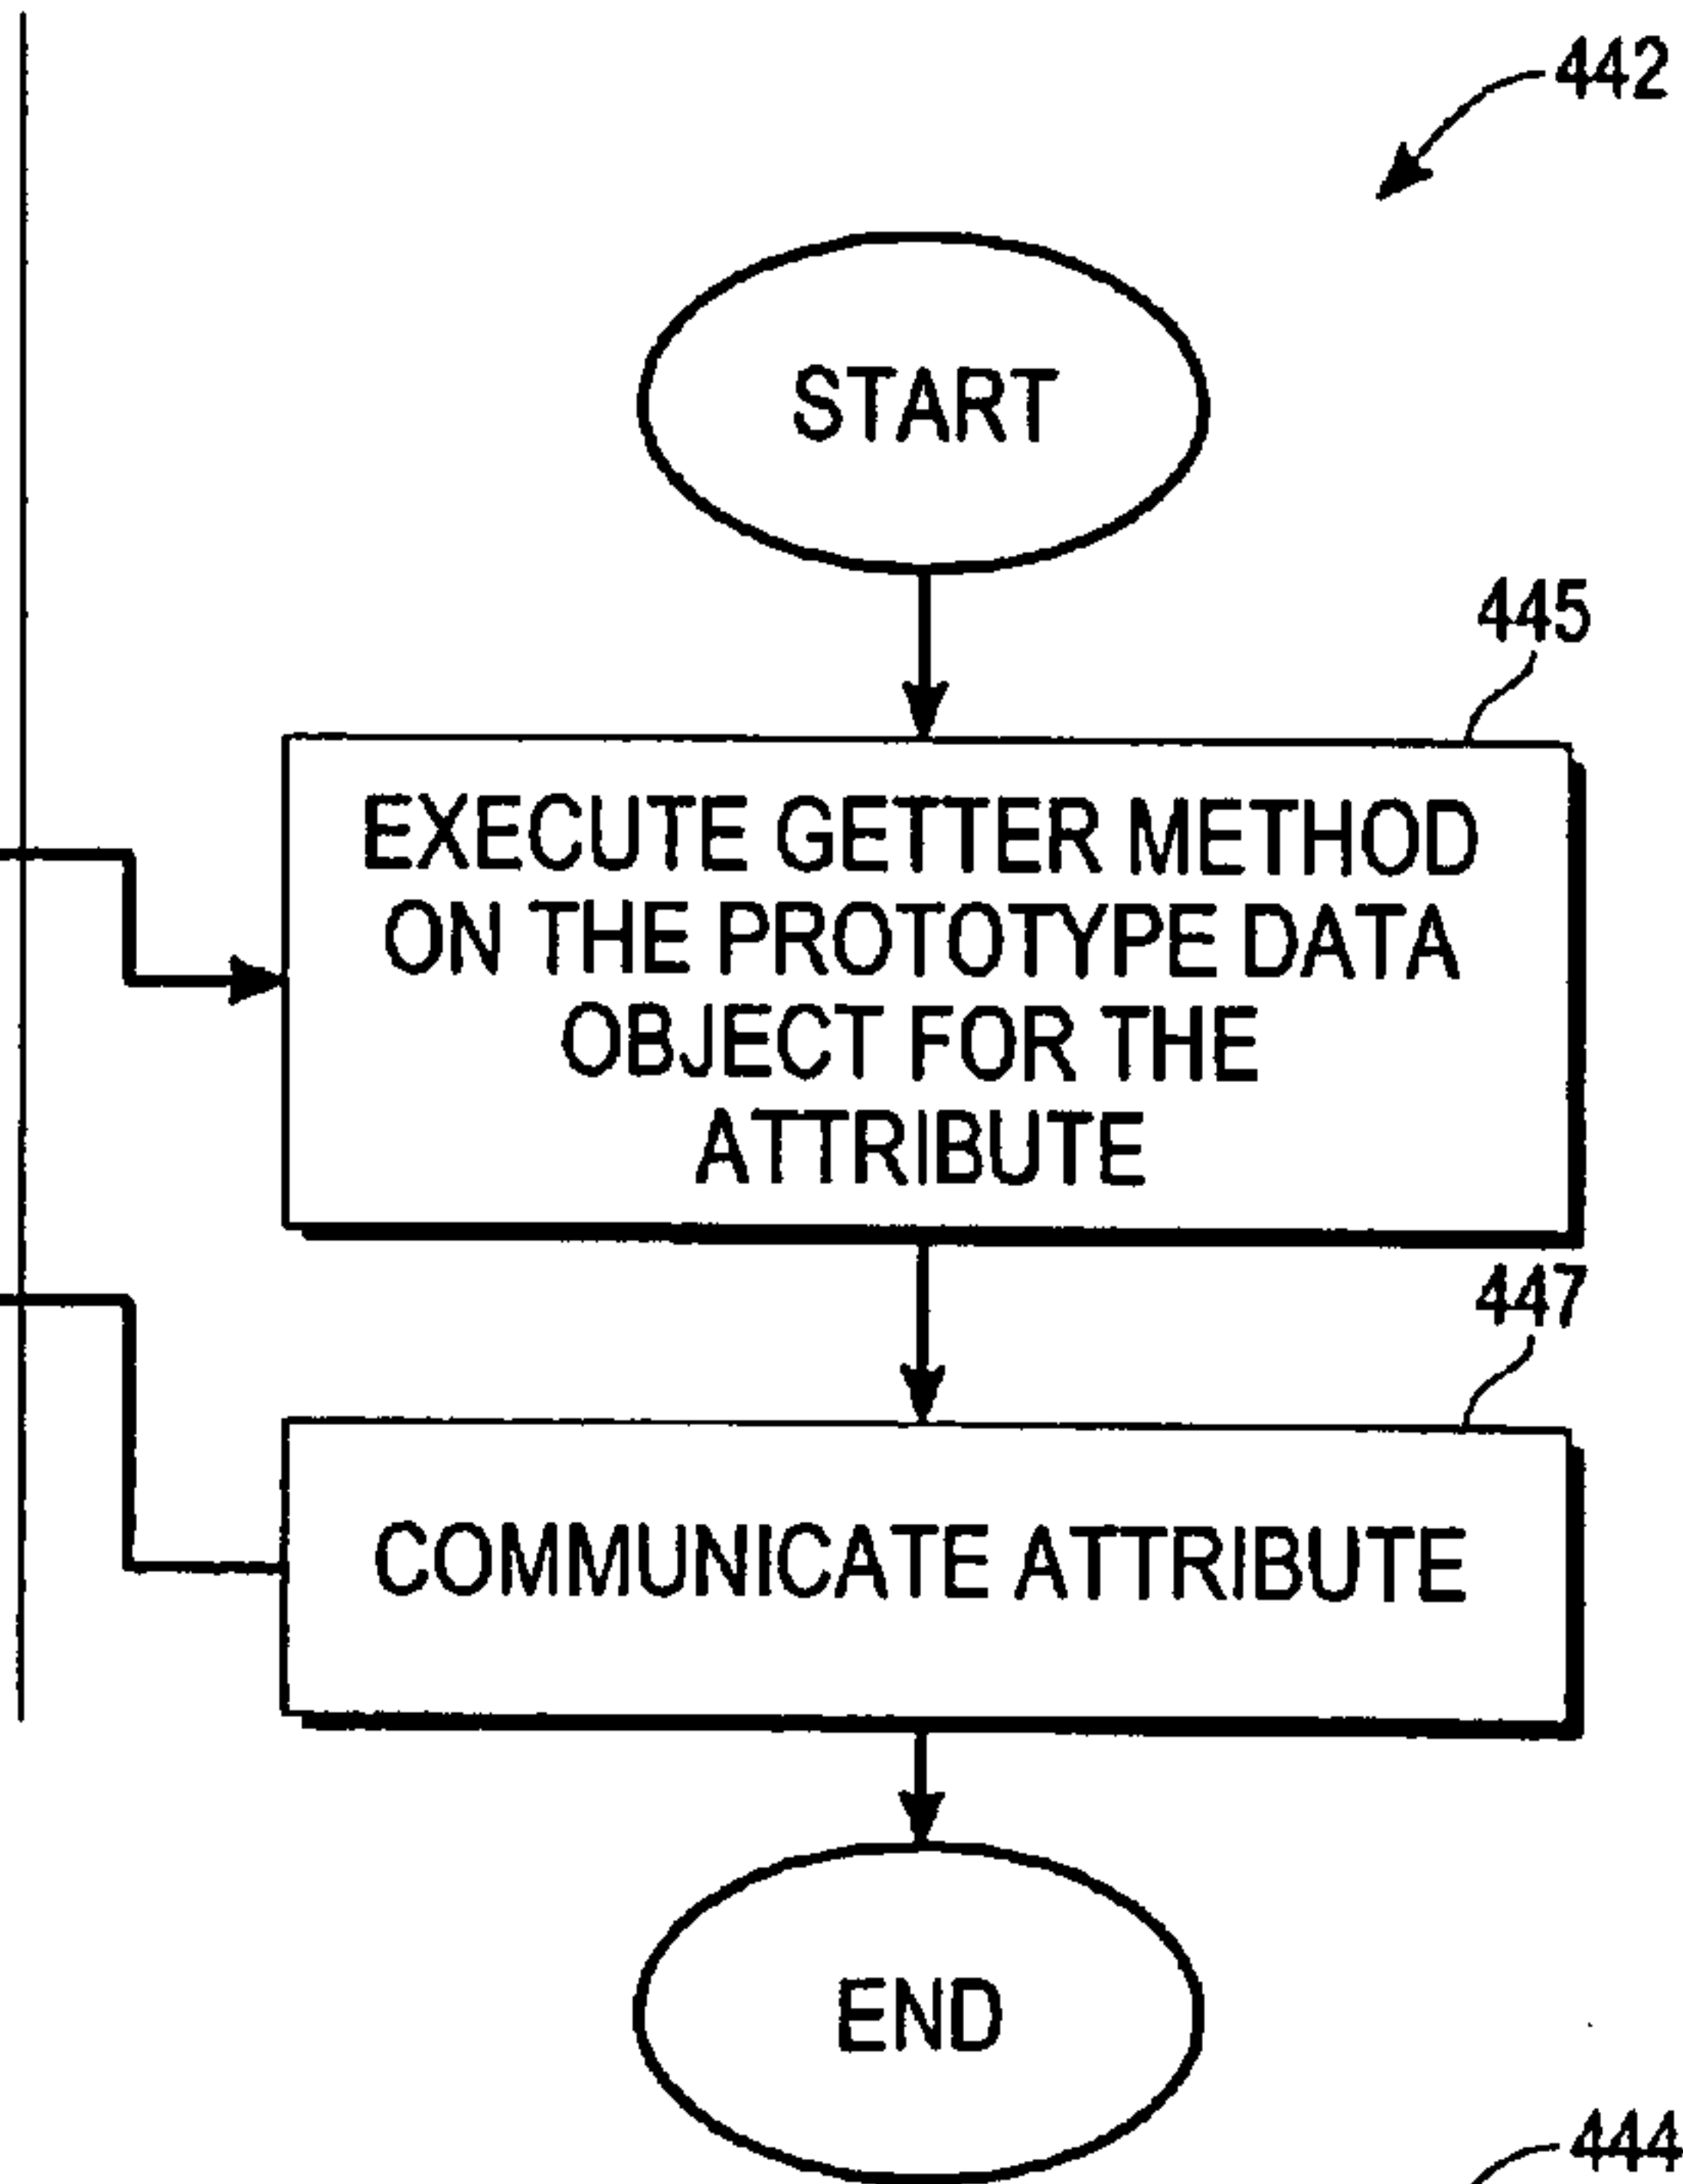 442
START
445
EXECUTE GETTER METHOD
ON THE PROTOTYPE DATA
OBJECT FOR THE
ATTRIBUTE
447
COMMUNICATE ATTRIBUTE
END
444